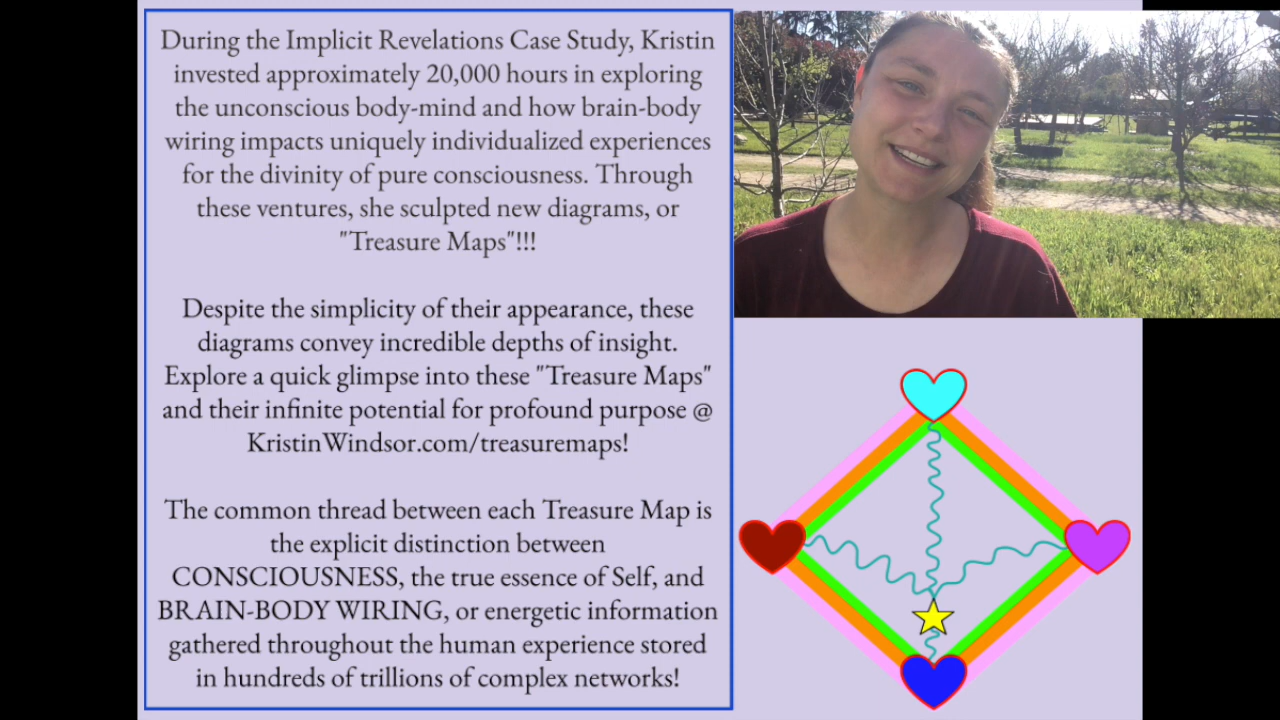 During the Implicit Revelations Case Study, Kristin
invested approximately 20,000 hours in exploring
the unconscious body-mind and how brain-body
wiring impacts uniquely individualized experiences
for the divinity of pure consciousness. Through
these ventures, she sculpted new diagrams, or
"Treasure Maps"!!!
Despite the simplicity of their appearance, these
diagrams convey incredible depths of insight.
Explore a quick glimpse into these "Treasure Maps"
and their infinite potential for profound purpose @
KristinWindsor.com/treasuremaps!
The common thread between each Treasure Map is
the explicit distinction between
CONSCIOUSNESS, the true essence of Self, and
BRAIN-BODY WIRING, or energetic information
gathered throughout the human experience stored
in hundreds of trillions of complex networks!